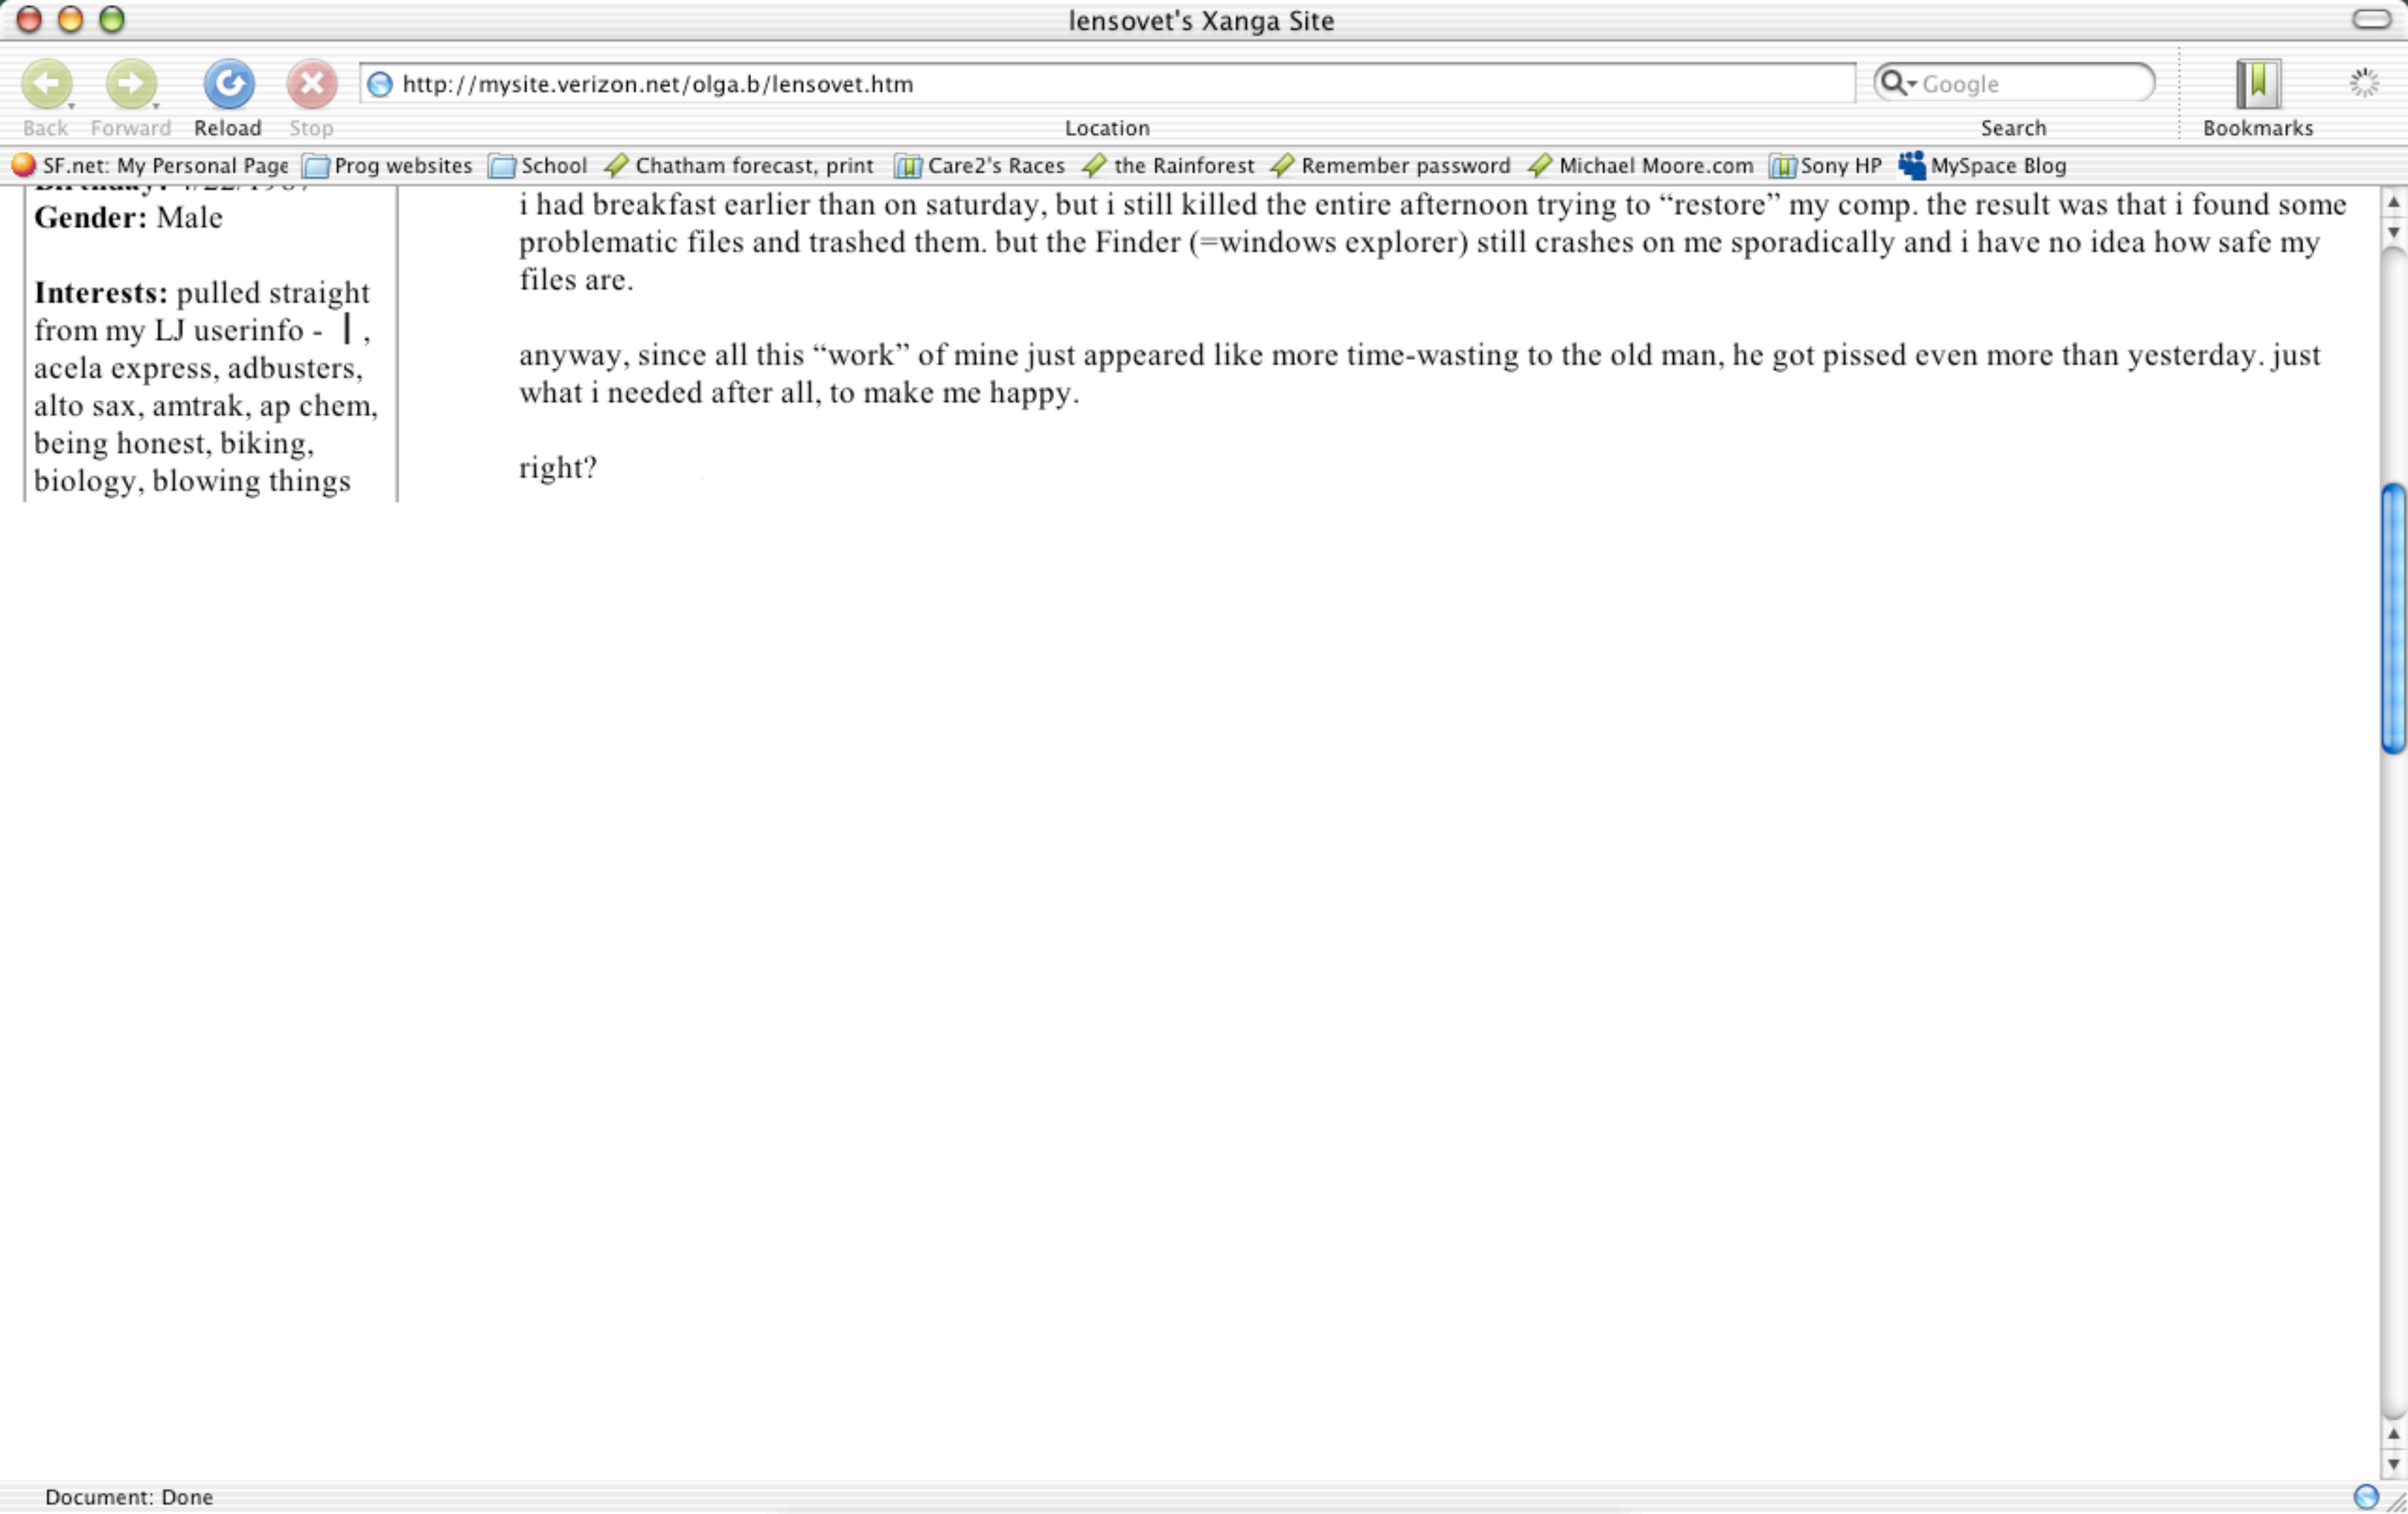 lensovet's Xanga Site
http://mysite.verizon.net/olga.b/lensovet.htm
Google
Back
Forward
Reload
Stop
Location
Search
Bookmarks
SF.net: My Personal Page
Prog websites
School
Chatham forecast, print
Care2's Races
the Rainforest
Remember password
Michael Moore.com
Sony HP
MySpace Blog
Gender: Male
Interests: pulled straight
from my LJ userinfo - | ,
acela express, adbusters,
alto sax, amtrak, ap chem,
being honest, biking,
biology, blowing things
i had breakfast earlier than on saturday, but i still killed the entire afternoon trying to “restore” my comp. the result was that i found some
problematic files and trashed them. but the Finder (=windows explorer) still crashes on me sporadically and i have no idea how safe my
files are.
anyway, since all this “work” of mine just appeared like more time-wasting to the old man, he got pissed even more than yesterday. just
what i needed after all, to make me happy.
right?
Document: Done